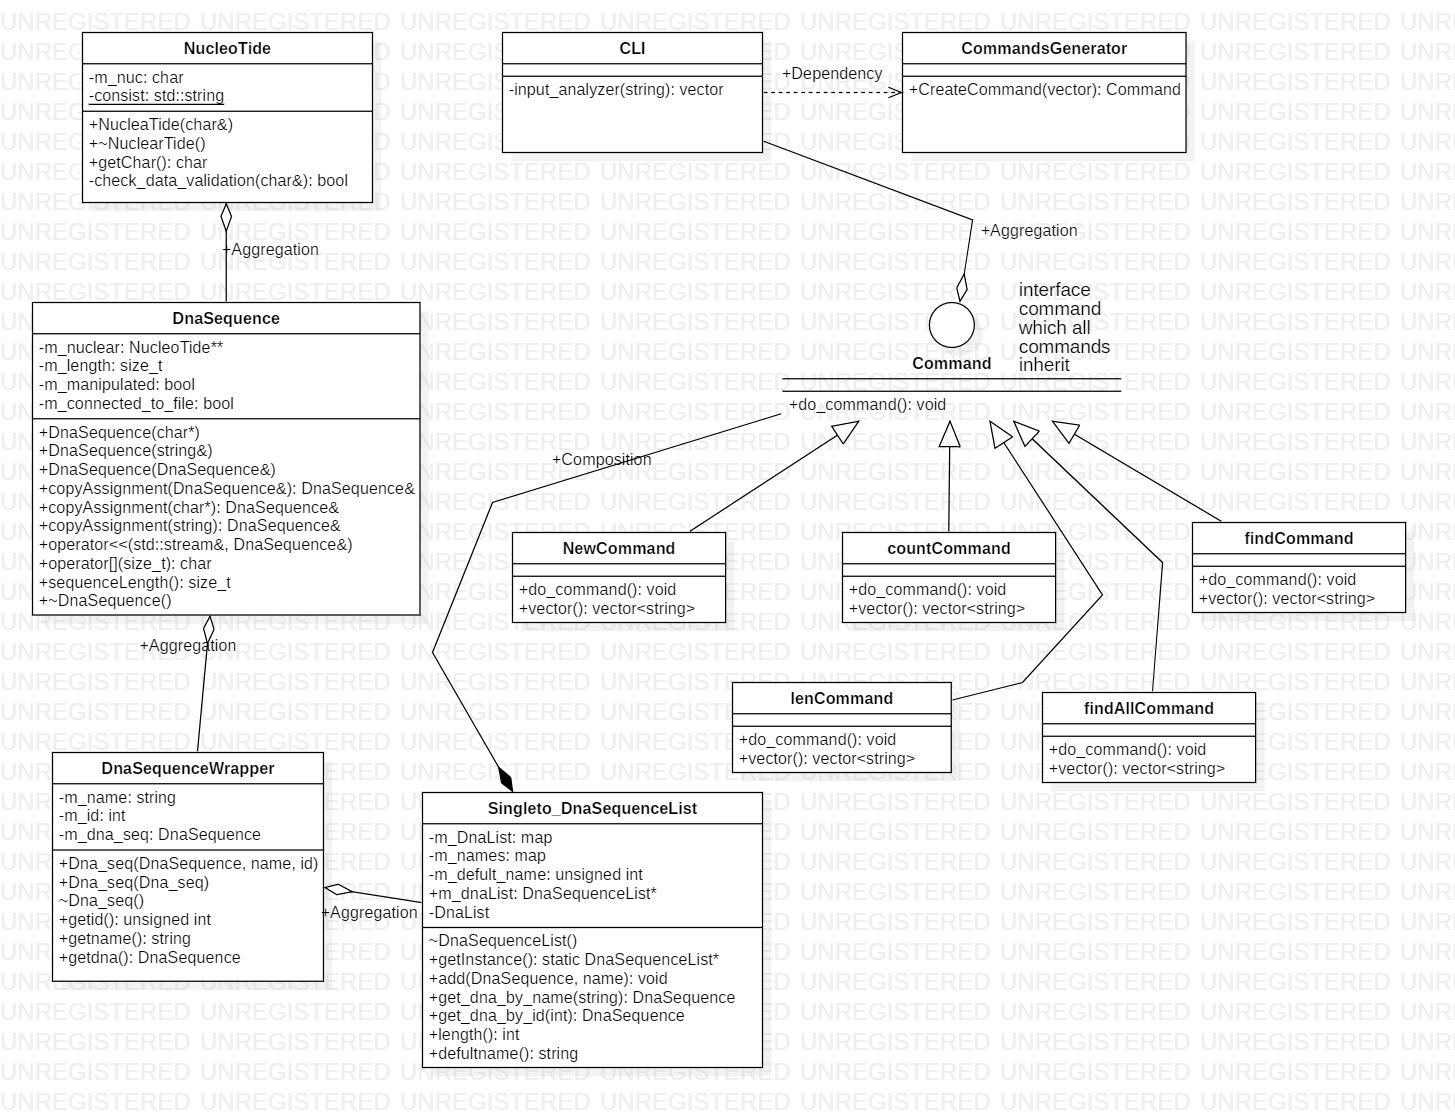 NucleoTide
-m_nuc: char
-consist: std::string
+NucleaTide(char&)
+~NuclearTide()
+getChar(): char
-check_data_validation(char&): bool
CLI
-input_analyzer(string): vector
+Dependency
CommandsGenerator
+CreateCommand(vector): Command
+Aggregation
+Aggregation
interface
command
which all
commands
inherit
Command
+do_command(): void
DnaSequence
-m_nuclear: NucleoTide**
-m_length: size_t
-m_manipulated: bool
-m_connected_to_file: bool
+DnaSequence(char*)
+DnaSequence(string&)
+DnaSequence(DnaSequence&)
+copyAssignment(DnaSequence&): DnaSequence&
+copyAssignment(char*): DnaSequence&
+copyAssignment(string): DnaSequence&
+operator<<(std::stream&, DnaSequence&)
+operator[](size_t): char
+sequenceLength(): size_t
+~DnaSequence()
+Composition
NewCommand
+do_command(): void
+vector(): vector<string>
countCommand
+do_command(): void
+vector(): vector<string>
findCommand
+do_command(): void
+vector(): vector<string>
+Aggregation
lenCommand
+do_command(): void
+vector(): vector<string>
findAllCommand
+do_command(): void
+vector(): vector<string>
DnaSequenceWrapper
-m_name: string
-m_id: int
-m_dna_seq: DnaSequence
+Dna_seq(DnaSequence, name, id)
+Dna_seq(Dna_seq)
~Dna_seq()
+getid(): unsigned int
+getname(): string
+getdna(): DnaSequence
+Aggregation
Singleto_DnaSequenceList
-m_DnaList: map
-m_names: map
-m_defult_name: unsigned int
+m_dnaList: DnaSequenceList*
-DnaList
~DnaSequenceList()
+getInstance(): static DnaSequenceList*
+add(DnaSequence, name): void
+get_dna_by_name(string): DnaSequence
+get_dna_by_id(int): DnaSequence
+length(): int
+defultname(): string